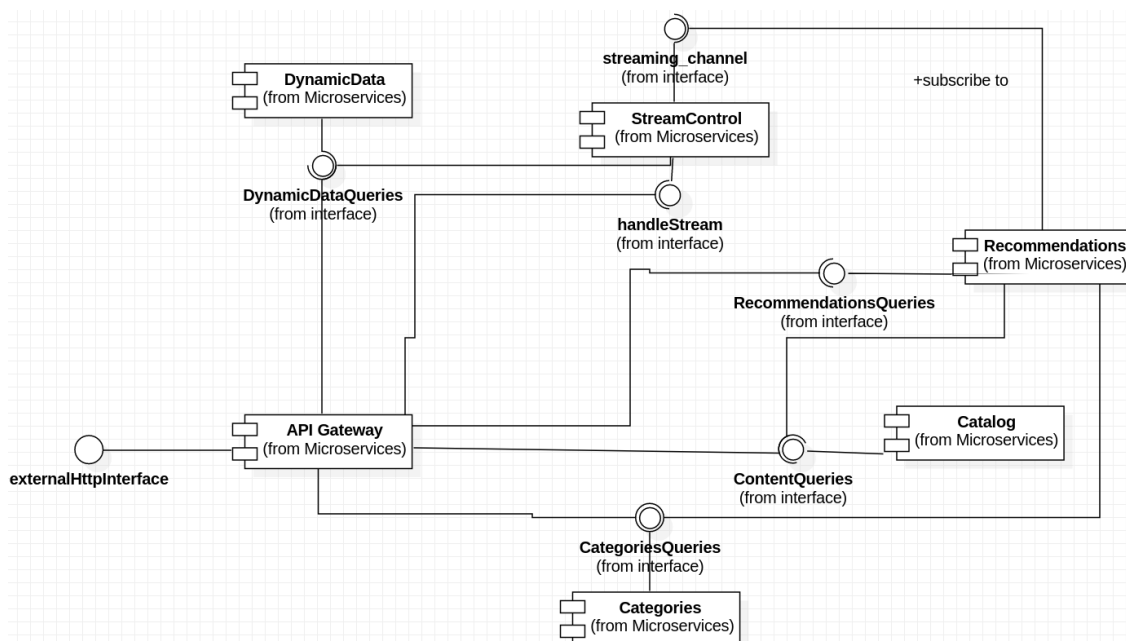 streaming_channel
(from interface)
+subscribe to
DynamicData
(from Microservices)
StreamControl
(from Microservices)
DynamicDataQueries
(from interface)
handleStream
(from interface)
Recommendations
(from Microservices)
RecommendationsQueries
(from interface)
API Gateway
(from Microservices)
Catalog
(from Microservices)
externalHttpInterface
ContentQueries
(from interface)
CategoriesQueries
(from interface)
Categories
(from Microservices)